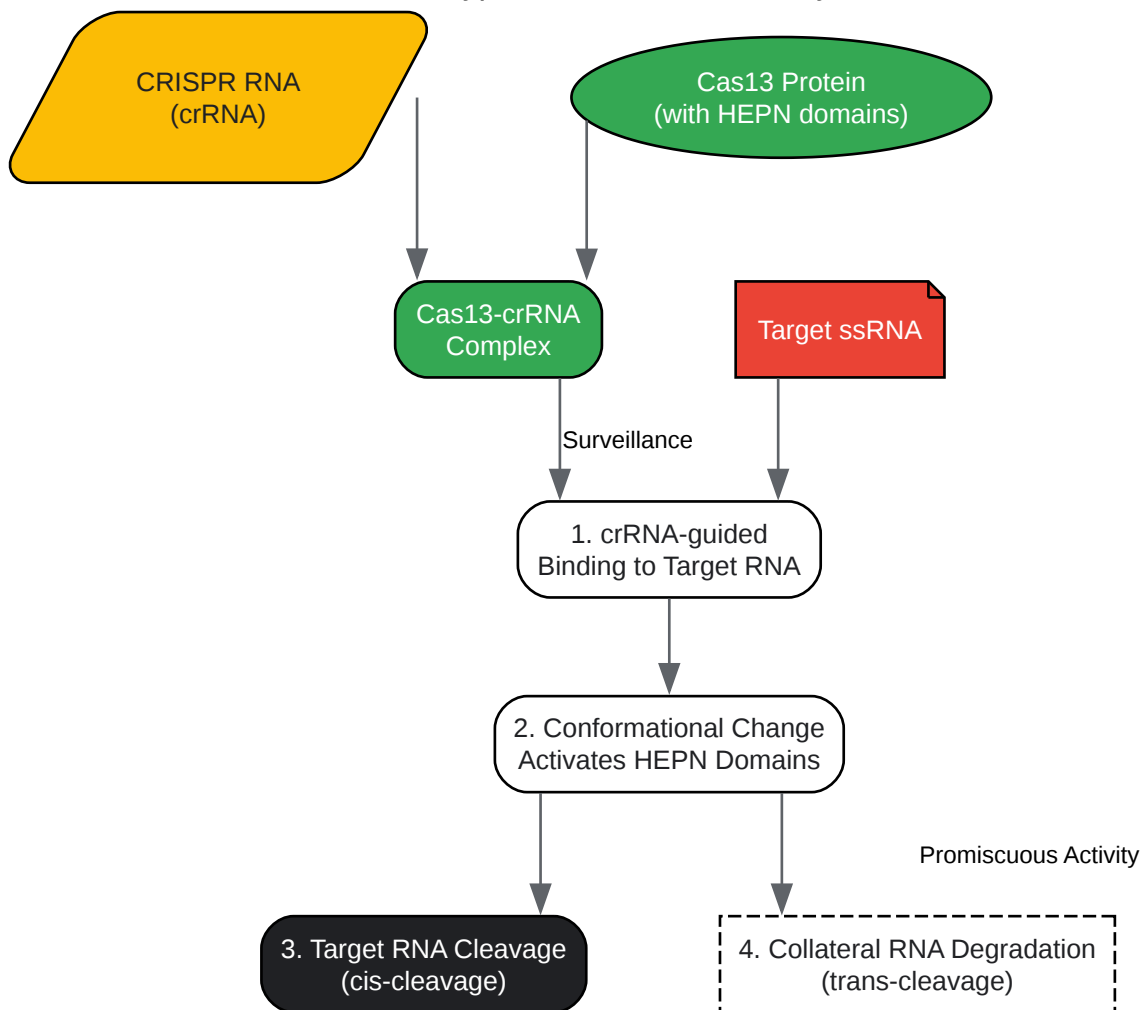 CRISPR RNA
(crRNA)
Cas13 Protein
(with HEPN domains)
Cas13-crRNA
Complex
Target ssRNA
Surveillance
1. crRNA-guided
Binding to Target RNA
2. Conformational Change
Activates HEPN Domains
Promiscuous Activity
3. Target RNA Cleavage
(cis-cleavage)
4. Collateral RNA Degradation
(trans-cleavage)